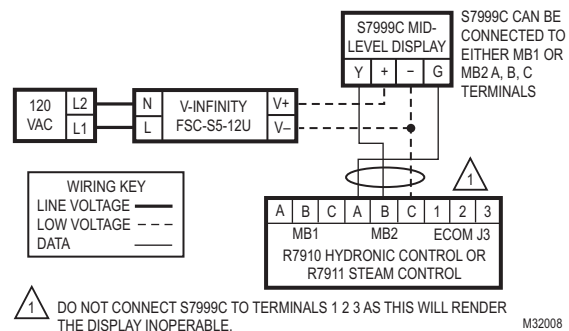 S7999C MID-
LEVEL DISPLAY
Y + – G
S7999C CAN BE
CONNECTED TO
EITHER MB1 OR
MB2 A, B, C
TERMINALS
120
VAC
L2
L1
N
L
V-INFINITY
FSC-S5-12U
V+
V–
WIRING KEY
LINE VOLTAGE
LOW VOLTAGE
DATA
1
A B C A B C 1 2 3
MB1 MB2 ECOM J3
R7910 HYDRONIC CONTROL OR
R7911 STEAM CONTROL
1 DO NOT CONNECT S7999C TO TERMINALS 1 2 3 AS THIS WILL RENDER
THE DISPLAY INOPERABLE.
M32008